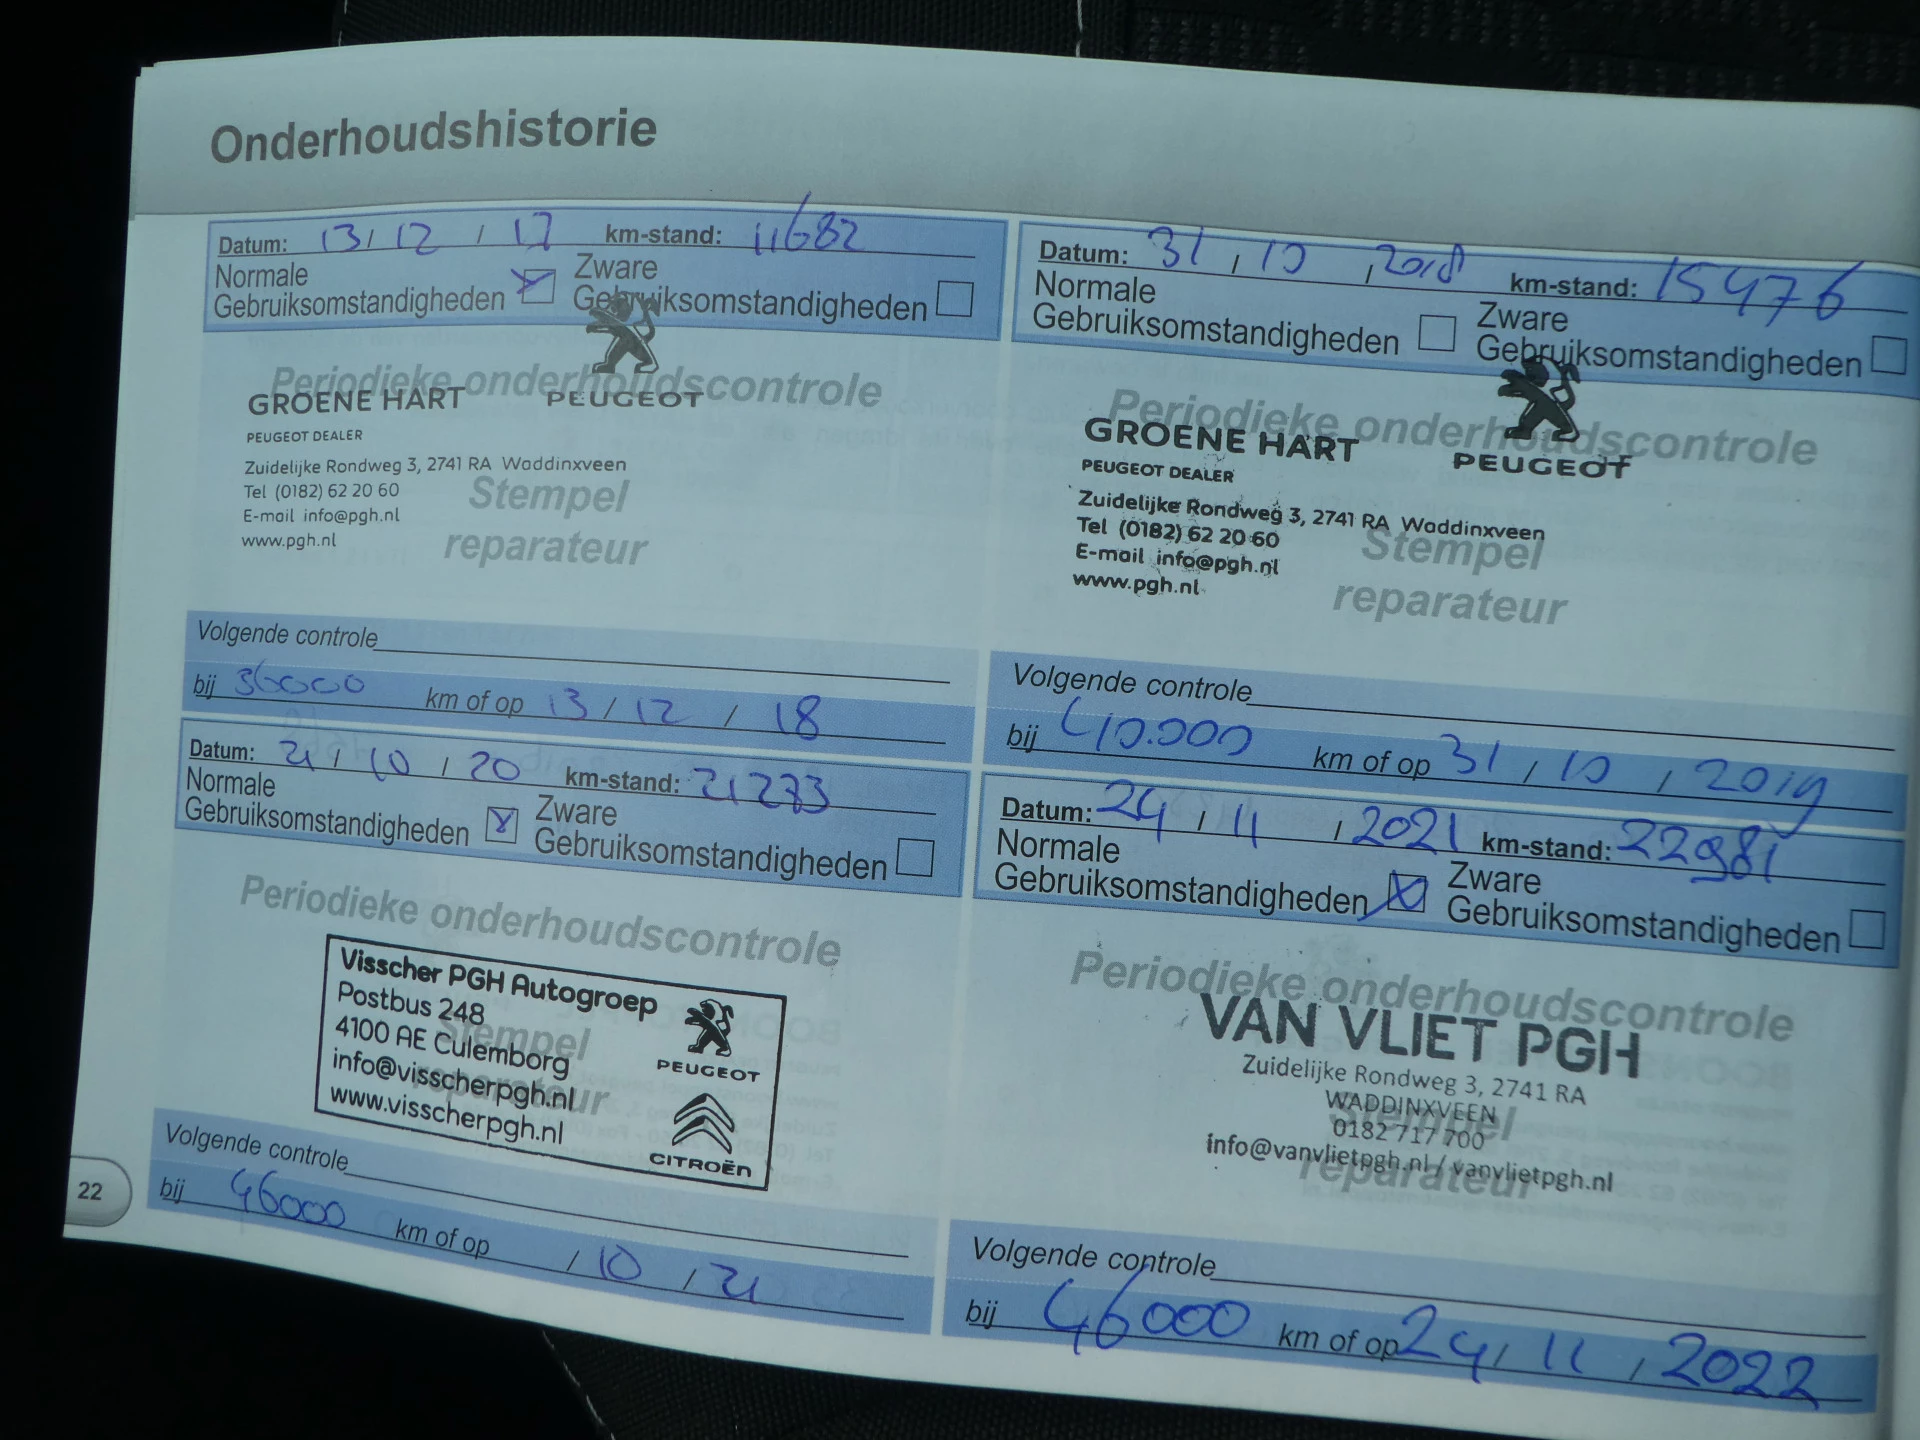 Onderhoudshistorie
Datum: 13 / 12 / 17 km-stand: 11682
Normale
Gebruiksomstandigheden
Zware
Gebruiksomstandigheden
Periodieke onderhoudscontrole
GROENE HART PEUGEOT
PEUGEOT DEALER
Zuidelijke Rondweg 3, 2741 RA Waddinxveen
Tel (0182) 62 20 60
E-mail info@pgh.nl
www.pgh.nl
Stempel
reparateur
Volgende controle
bij 36000 km of op 13 / 12 / 18
Datum: 31 / 10 / 2018 km-stand: 15476
Normale
Gebruiksomstandigheden
Zware
Gebruiksomstandigheden
Periodieke onderhoudscontrole
GROENE HART PEUGEOT
PEUGEOT DEALER
Zuidelijke Rondweg 3, 2741 RA Waddinxveen
Tel (0182) 62 20 60
E-mail info@pgh.nl
www.pgh.nl
Stempel
reparateur
Volgende controle
bij 40.000 km of op 31 / 10 / 2019
Datum: 21 / 10 / 20 km-stand: 21273
Normale
Gebruiksomstandigheden
Zware
Gebruiksomstandigheden
Periodieke onderhoudscontrole
Visscher PGH Autogroep
Postbus 248
4100 AE Culemborg
info@visscherpgh.nl
www.visscherpgh.nl
PEUGEOT
CITROËN
Stempel
reparateur
Volgende controle
bij 46000 km of op / 10 / 21
Datum: 24 / 11 / 2021 km-stand: 22981
Normale
Gebruiksomstandigheden
Zware
Gebruiksomstandigheden
Periodieke onderhoudscontrole
VAN VLIET PGH
Zuidelijke Rondweg 3, 2741 RA
WADDINXVEEN
0182 717 700
info@vanvlietpgh.nl / vanvlietpgh.nl
Stempel
reparateur
Volgende controle
bij 46000 km of op 24 / 11 / 2022
22